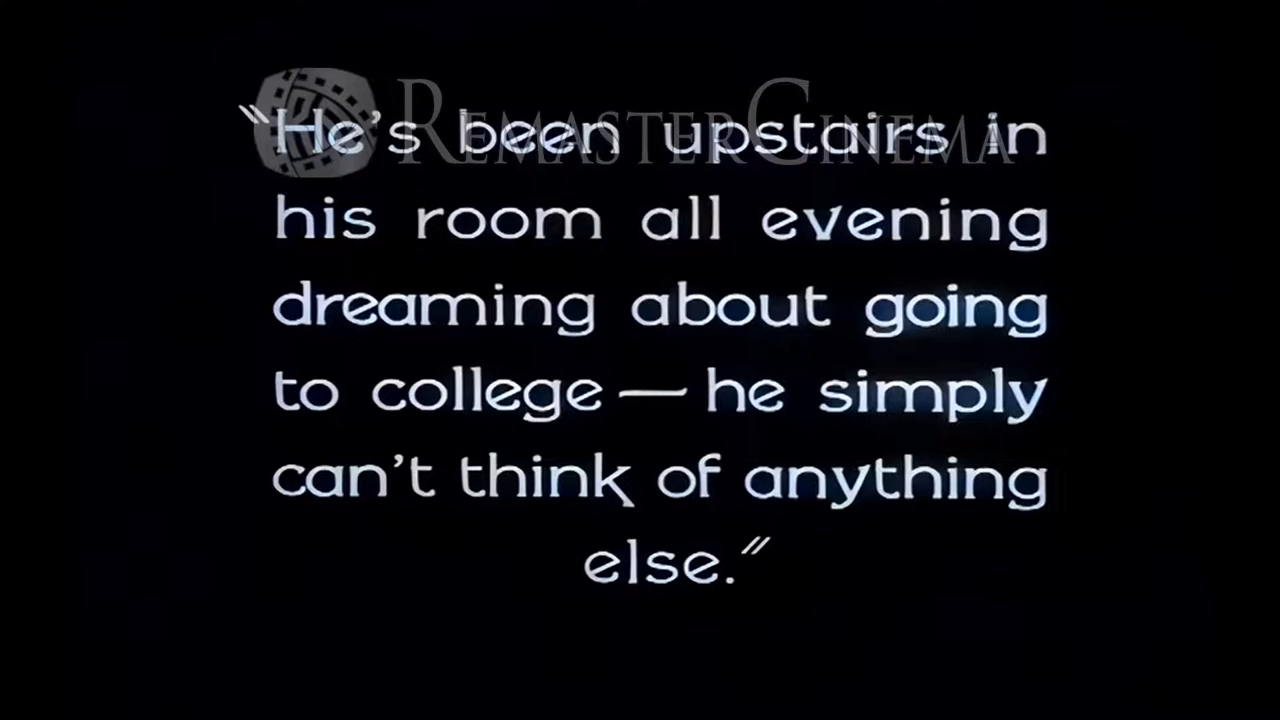 REMASTERCINEMA
“He’s been upstairs in
his room all evening
dreaming about going
to college — he simply
can’t think of anything
else.”